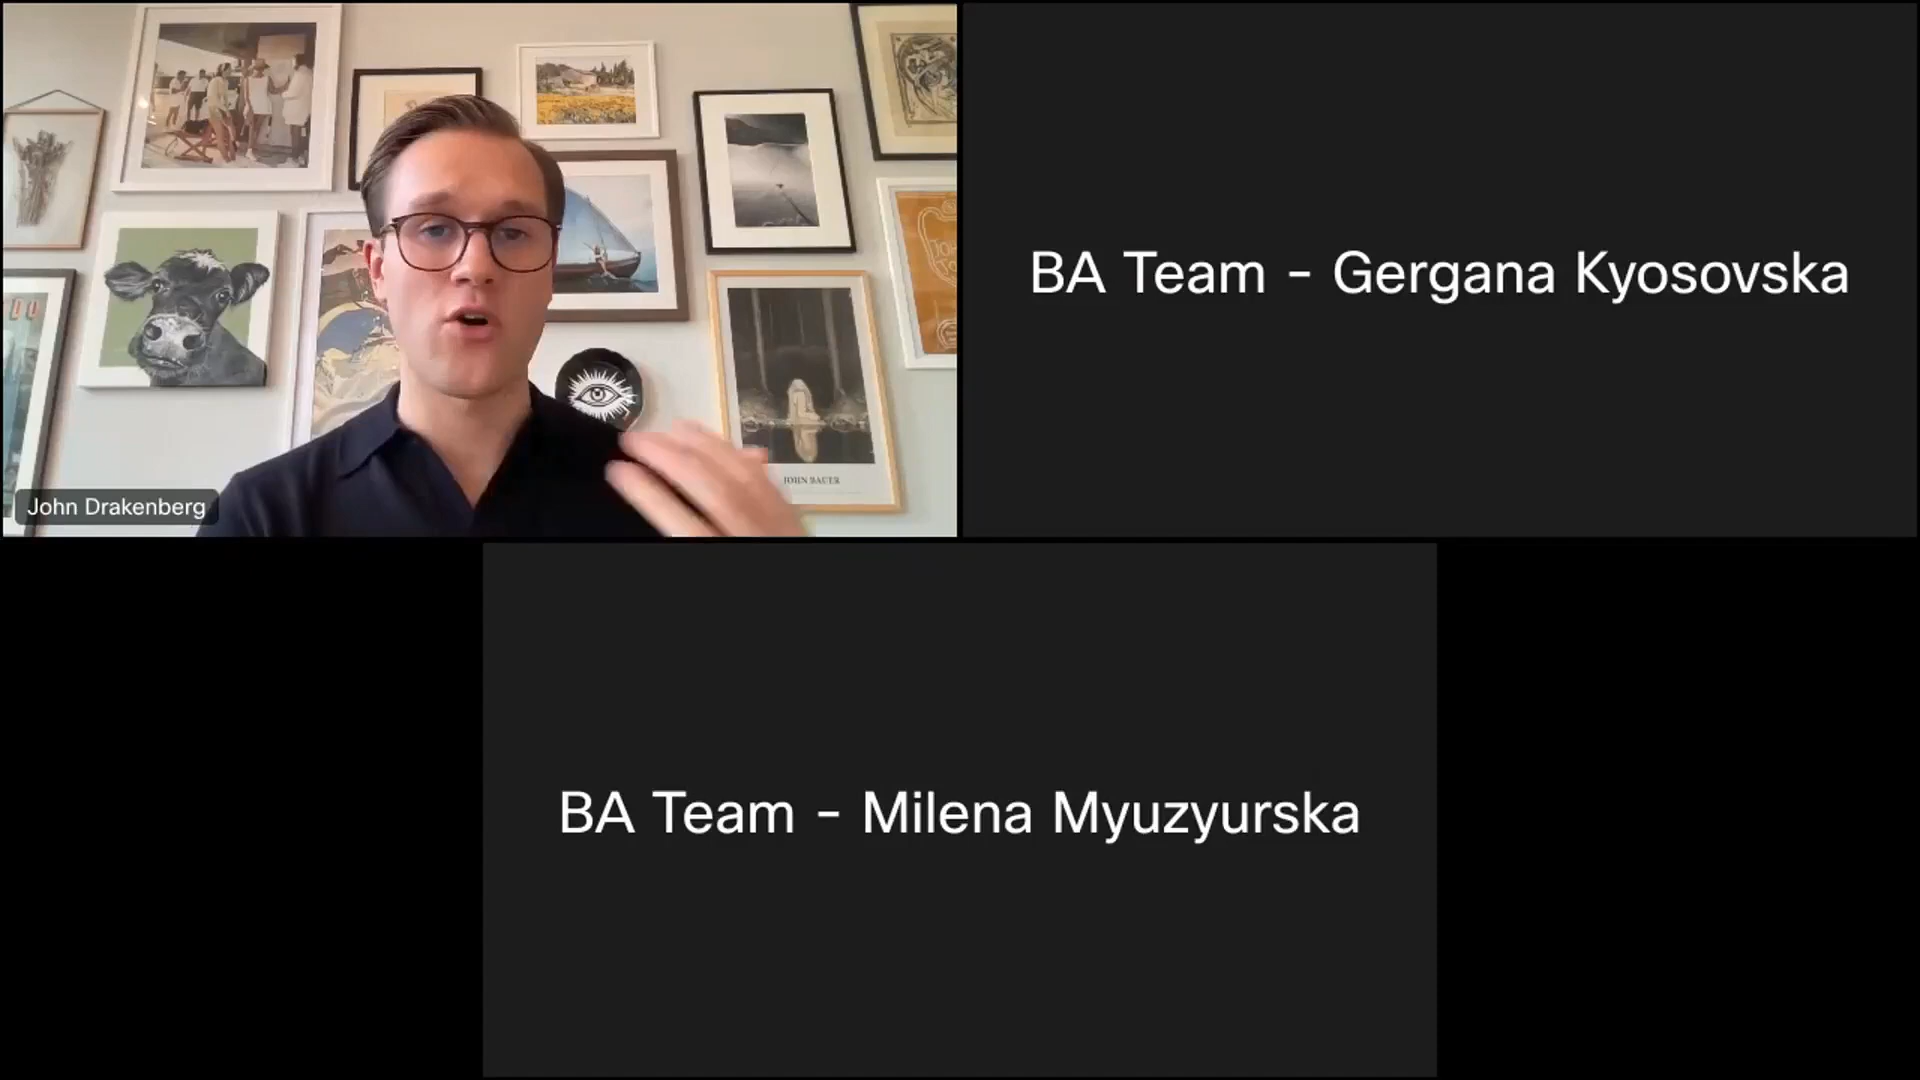 BA Team - Gergana Kyosovska
JOHN BAUER
John Drakenberg
BA Team - Milena Myuzyurska